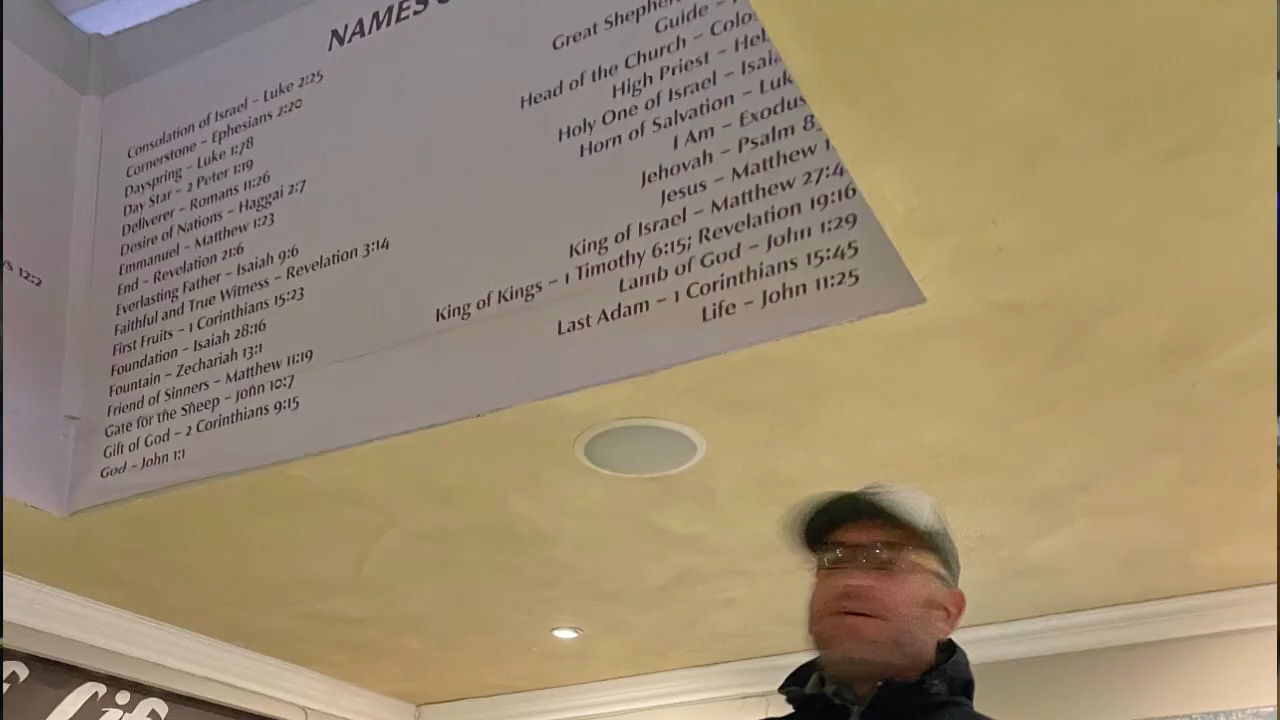 NAMES
Consolation of Israel – Luke 2:25
Cornerstone – Ephesians 2:20
Dayspring – Luke 1:78
Day Star – 2 Peter 1:19
Deliverer – Romans 11:26
Desire of Nations – Haggai 2:7
Emmanuel – Matthew 1:23
End – Revelation 21:6
Everlasting Father – Isaiah 9:6
Faithful and True Witness – Revelation 3:14
First Fruits – 1 Corinthians 15:23
Foundation – Isaiah 28:16
Fountain – Zechariah 13:1
Friend of Sinners – Matthew 11:19
Gate for the Sheep – John 10:7
Gift of God – 2 Corinthians 9:15
God – John 1:1
Great
Guide –
Head of the Church –
High Priest –
Holy One of Israel –
Horn of Salvation –
I Am – Exodus
Jehovah – Psalm
Jesus – Matthew
King of Israel – Matthew
King of Kings – 1 Timothy 6:15; Revelation 19:16
Lamb of God – John 1:29
Last Adam – 1 Corinthians 15:45
Life – John 11:25
12:2